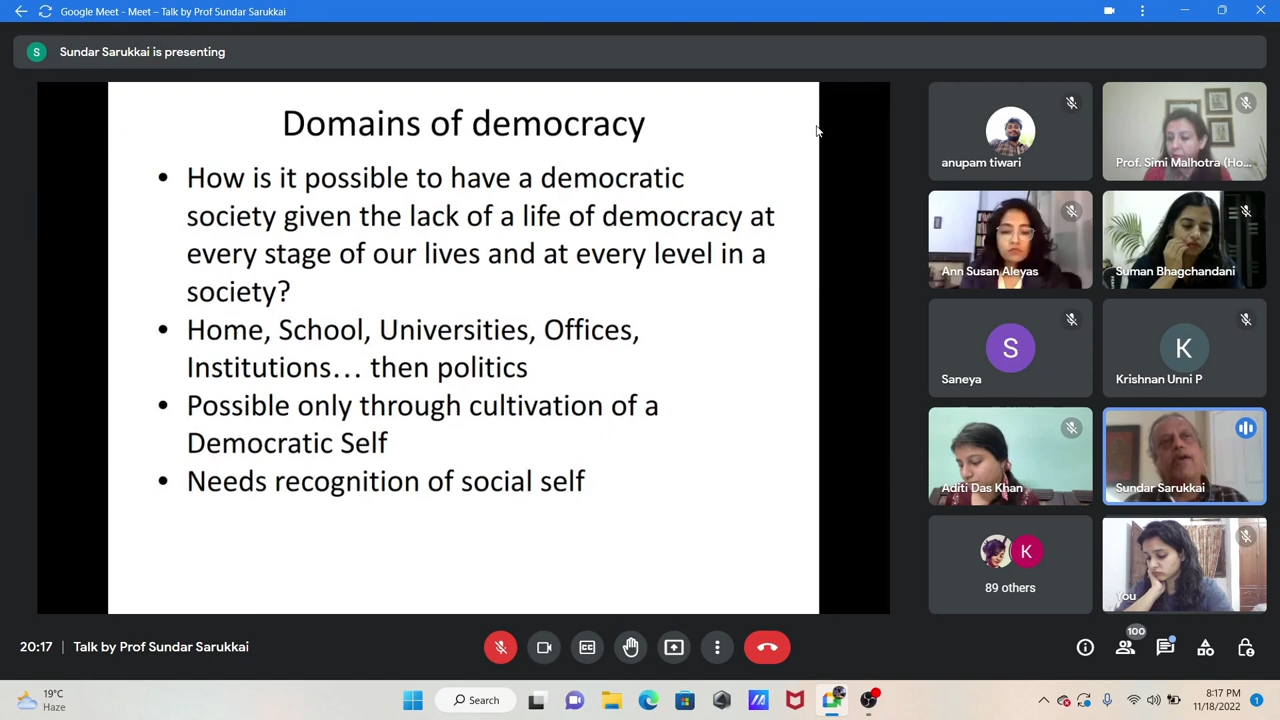 Google Meet - Meet – Talk by Prof Sundar Sarukkai
S
Sundar Sarukkai is presenting
Domains of democracy
• How is it possible to have a democratic
society given the lack of a life of democracy at
every stage of our lives and at every level in a
society?
• Home, School, Universities, Offices,
Institutions… then politics
• Possible only through cultivation of a
Democratic Self
• Needs recognition of social self
anupam tiwari
Prof. Simi Malhotra (Ho...
Ann Susan Aleyas
Suman Bhagchandani
S
Saneya
K
Krishnan Unni P
Aditi Das Khan
Sundar Sarukkai
K
89 others
You
20:17 | Talk by Prof Sundar Sarukkai
100
19°C
Haze
Search
8:17 PM
11/18/2022
1